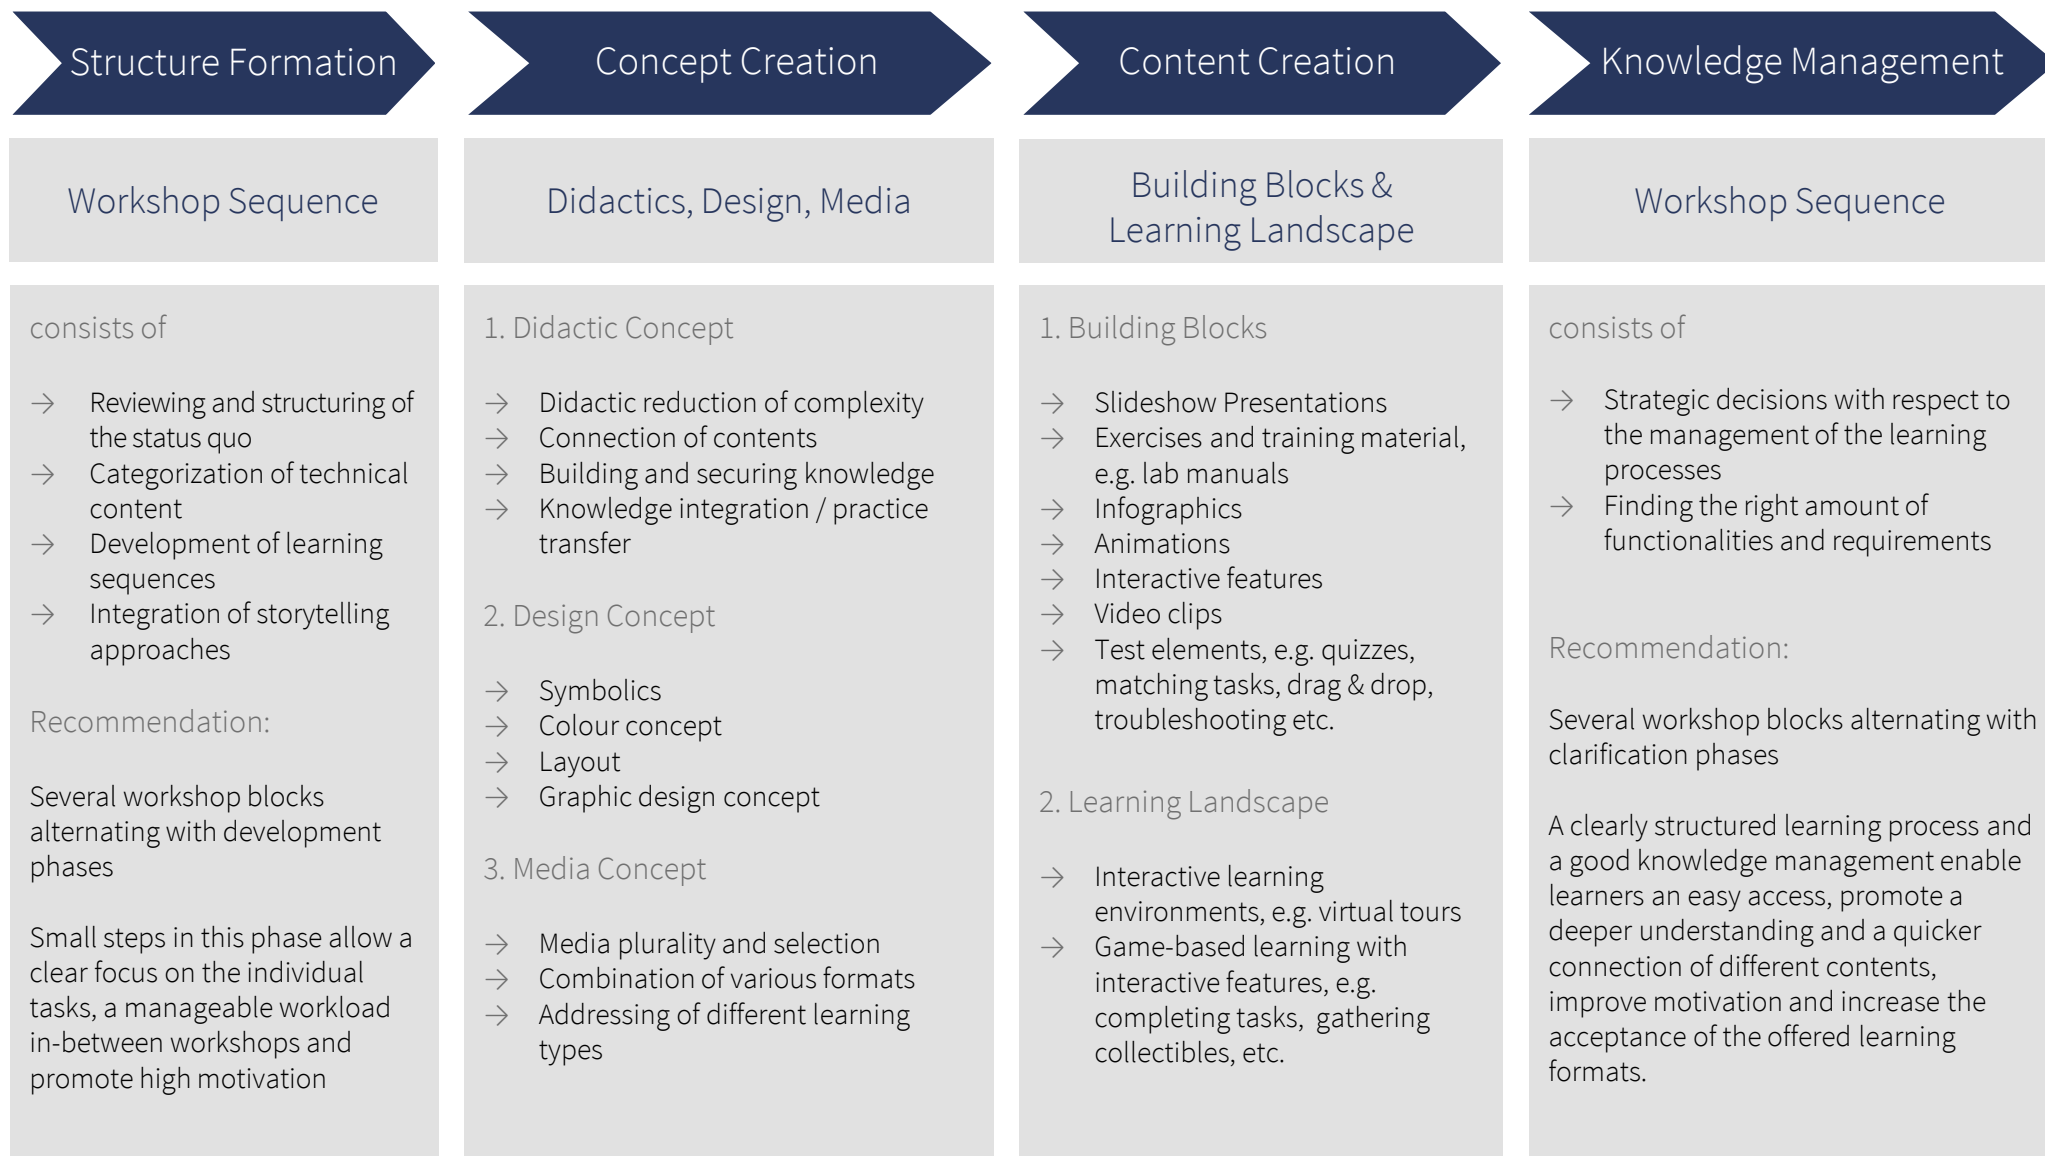 Structure Formation
Workshop Sequence
consists of
→ Reviewing and structuring of
the status quo
→ Categorization of technical
content
→ Development of learning
sequences
→ Integration of storytelling
approaches
Recommendation:
Several workshop blocks
alternating with development
phases
Small steps in this phase allow a
clear focus on the individual
tasks, a manageable workload
in-between workshops and
promote high motivation
Concept Creation
Didactics, Design, Media
1. Didactic Concept
→ Didactic reduction of complexity
→ Connection of contents
→ Building and securing knowledge
→ Knowledge integration / practice
transfer
2. Design Concept
→ Symbolics
→ Colour concept
→ Layout
→ Graphic design concept
3. Media Concept
→ Media plurality and selection
→ Combination of various formats
→ Addressing of different learning
types
Content Creation
Building Blocks &
Learning Landscape
1. Building Blocks
→ Slideshow Presentations
→ Exercises and training material,
e.g. lab manuals
→ Infographics
→ Animations
→ Interactive features
→ Video clips
→ Test elements, e.g. quizzes,
matching tasks, drag & drop,
troubleshooting etc.
2. Learning Landscape
→ Interactive learning
environments, e.g. virtual tours
→ Game-based learning with
interactive features, e.g.
completing tasks, gathering
collectibles, etc.
Knowledge Management
Workshop Sequence
consists of
→ Strategic decisions with respect to
the management of the learning
processes
→ Finding the right amount of
functionalities and requirements
Recommendation:
Several workshop blocks alternating with
clarification phases
A clearly structured learning process and
a good knowledge management enable
learners an easy access, promote a
deeper understanding and a quicker
connection of different contents,
improve motivation and increase the
acceptance of the offered learning
formats.